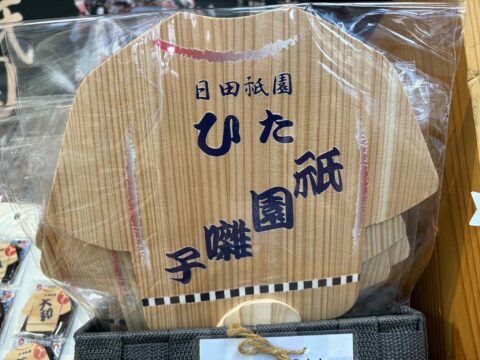 日田祇園
ひた
祇園囃子
大和